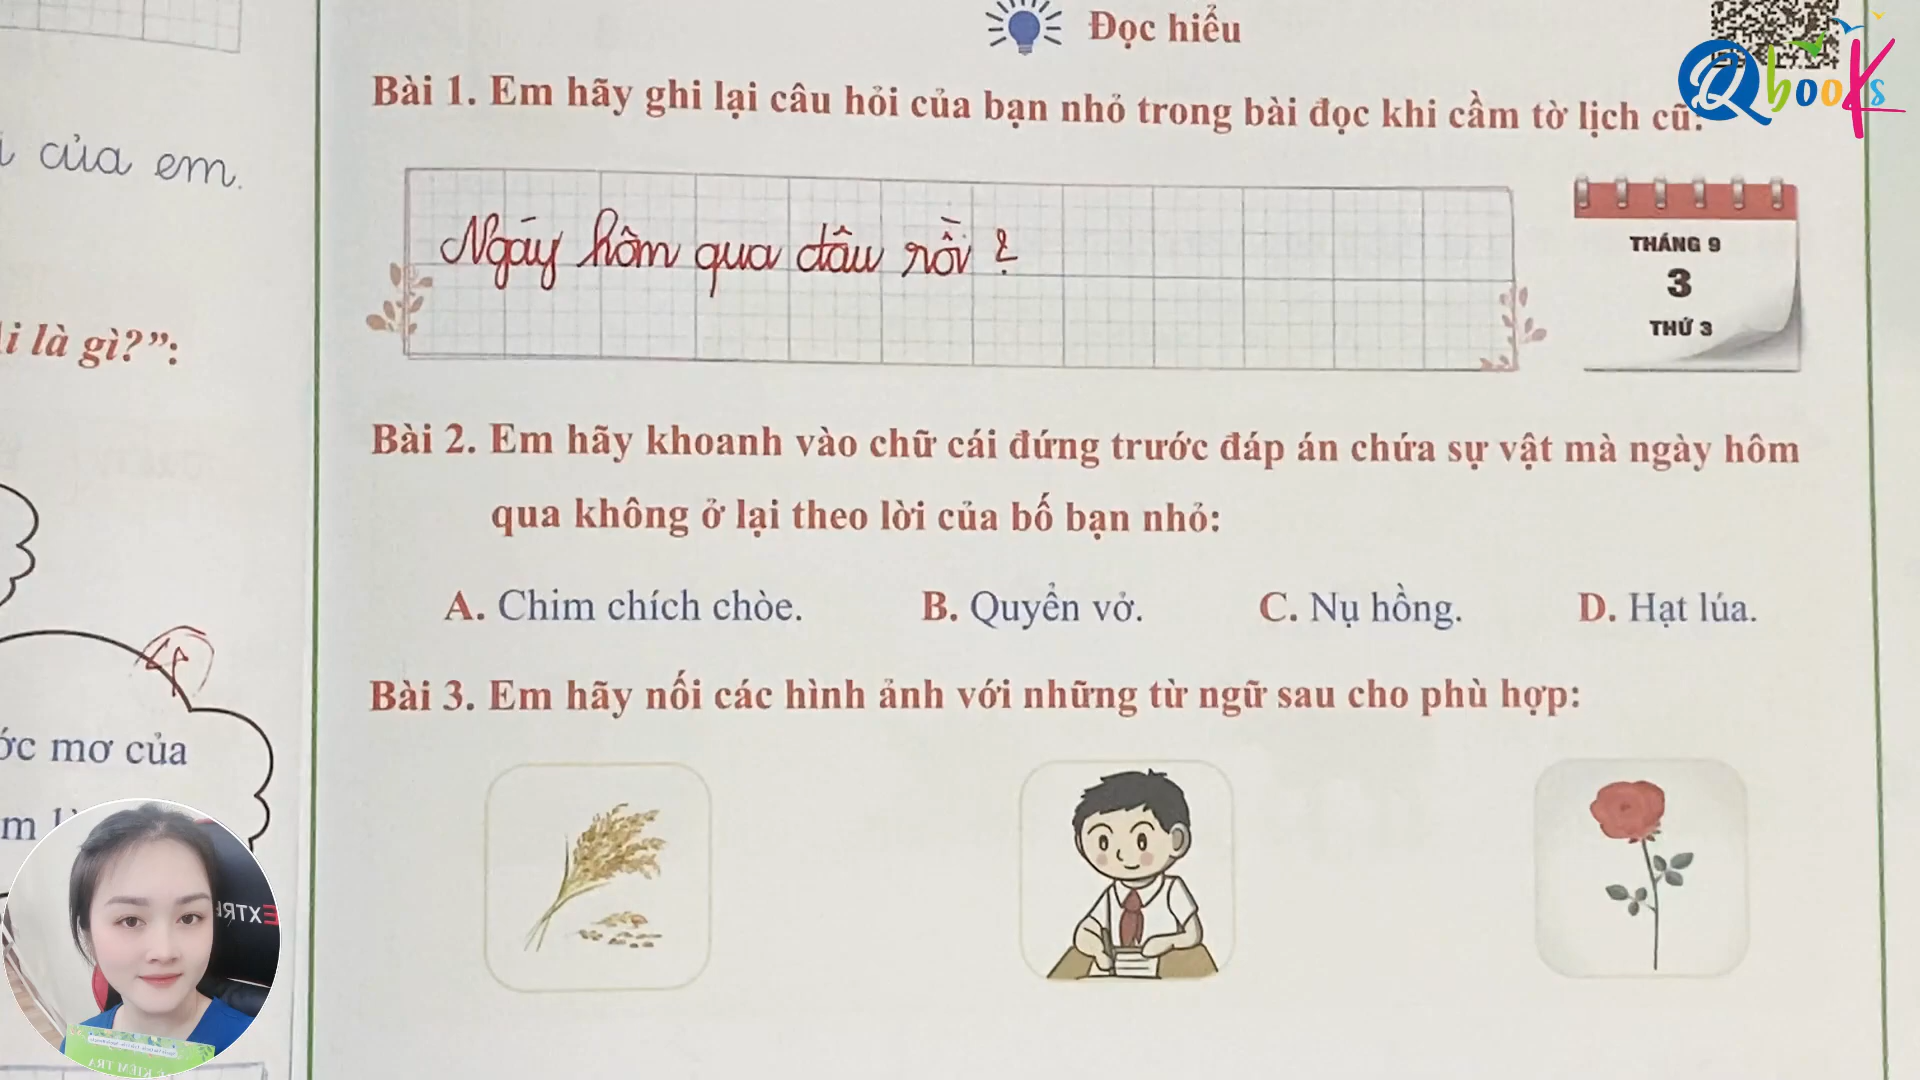 Đọc hiểu
Qbooks
Bài 1. Em hãy ghi lại câu hỏi của bạn nhỏ trong bài đọc khi cầm tờ lịch cũ:
của em.
Ngày hôm qua đâu rồi ?
THÁNG 9
3
THỨ 3
i là gì?”:
Bài 2. Em hãy khoanh vào chữ cái đứng trước đáp án chứa sự vật mà ngày hôm
qua không ở lại theo lời của bố bạn nhỏ:
A. Chim chích chòe. B. Quyển vở. C. Nụ hồng. D. Hạt lúa.
Bài 3. Em hãy nối các hình ảnh với những từ ngữ sau cho phù hợp:
ớc mơ của